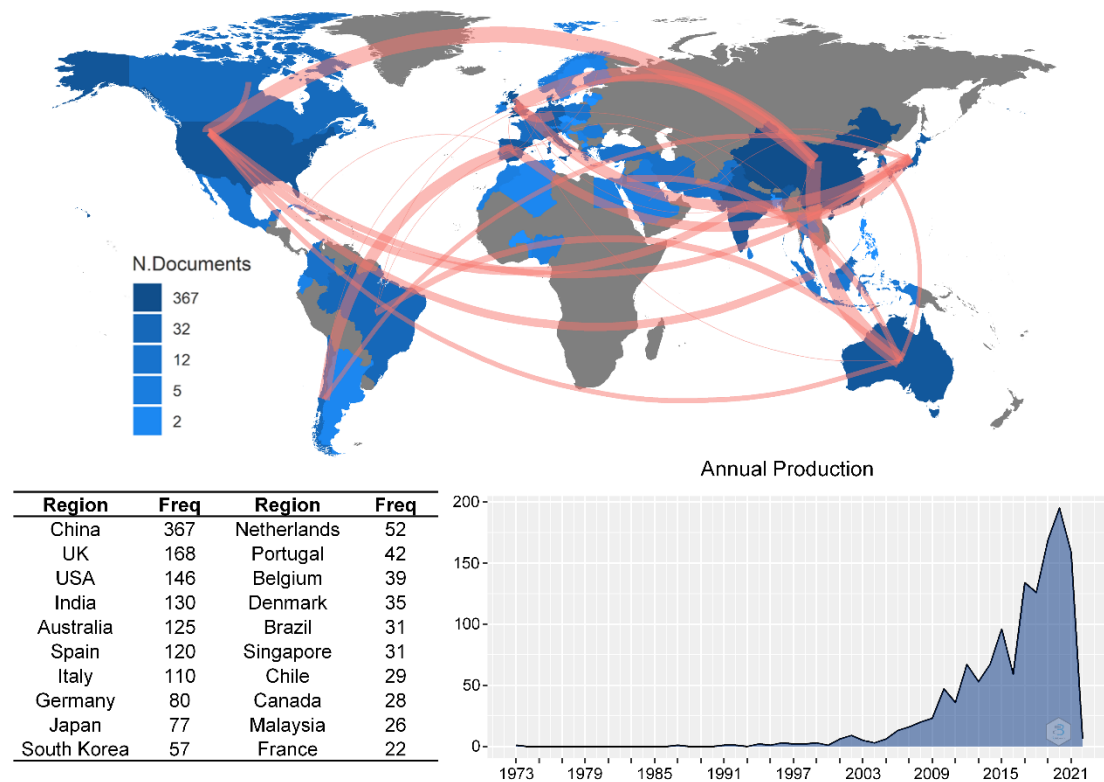 N.Documents
367
32
12
5
2
Region Freq Region Freq
China 367 Netherlands 52
UK 168 Portugal 42
USA 146 Belgium 39
India 130 Denmark 35
Australia 125 Brazil 31
Spain 120 Singapore 31
Italy 110 Chile 29
Germany 80 Canada 28
Japan 77 Malaysia 26
South Korea 57 France 22
Annual Production
200
150
100
50
0
1973 1979 1985 1991 1997 2003 2009 2015 2021